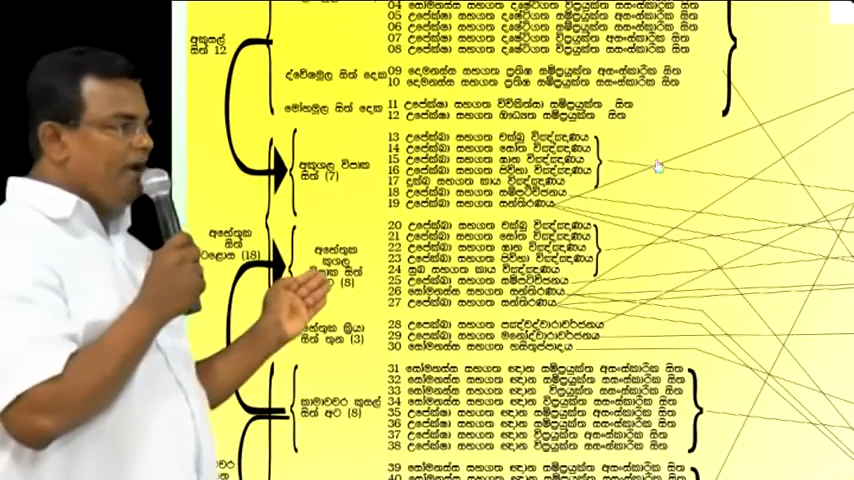 04 සෝමනස්ස සහගත දෘෂ්ටිගත විප්‍රයුක්ත සසංස්කාරික සිත
05 උපේක්ෂා සහගත දෘෂ්ටිගත සම්ප්‍රයුක්ත අසංස්කාරික සිත
06 උපේක්ෂා සහගත දෘෂ්ටිගත සම්ප්‍රයුක්ත සසංස්කාරික සිත
07 උපේක්ෂා සහගත දෘෂ්ටිගත විප්‍රයුක්ත අසංස්කාරික සිත
08 උපේක්ෂා සහගත දෘෂ්ටිගත විප්‍රයුක්ත සසංස්කාරික සිත
අකුසල්
සිත් 12
ද්වේෂමූල සිත් දෙක
09 දොමනස්ස සහගත ප්‍රතිඝ සම්ප්‍රයුක්ත අසංස්කාරික සිත
10 දොමනස්ස සහගත ප්‍රතිඝ සම්ප්‍රයුක්ත සසංස්කාරික සිත
මෝහමූල සිත් දෙක
11 උපේක්ෂා සහගත විචිකිත්සා සම්ප්‍රයුක්ත සිත
12 උපේක්ෂා සහගත ඖධත්‍ය සම්ප්‍රයුක්ත සිත
අකුශල විපාක
සිත් (7)
13 උපේක්ඛා සහගත චක්ඛු විඤ්ඤාණය
14 උපේක්ඛා සහගත සෝත විඤ්ඤාණය
15 උපේක්ඛා සහගත ඝාන විඤ්ඤාණය
16 උපේක්ඛා සහගත ජිව්හා විඤ්ඤාණය
17 දුක්ඛ සහගත කාය විඤ්ඤාණය
18 උපේක්ඛා සහගත සම්පටිච්ඡනය
19 උපේක්ඛා සහගත සන්තීරණය
අහේතුක
සිත්
(18)
අහේතුක
කුශල
විපාක සිත්
(8)
20 උපේක්ඛා සහගත චක්ඛු විඤ්ඤාණය
21 උපේක්ඛා සහගත සෝත විඤ්ඤාණය
22 උපේක්ඛා සහගත ඝාන විඤ්ඤාණය
23 උපේක්ඛා සහගත ජිව්හා විඤ්ඤාණය
24 සුඛ සහගත කාය විඤ්ඤාණය
25 උපේක්ඛා සහගත සම්පටිච්ඡනය
26 සෝමනස්ස සහගත සන්තීරණය
27 උපේක්ඛා සහගත සන්තීරණය
ක්‍රියා
සිත් තුන (3)
28 උපෙක්ඛා සහගත පඤ්චද්වාරාවර්ජනය
29 උපේක්ඛා සහගත මනෝද්වාරාවර්ජනය
30 සෝමනස්ස සහගත හසිතුප්පාදය
කාමාවචර කුසල්
සිත් අට (8)
31 සෝමනස්ස සහගත ඥාන සම්ප්‍රයුක්ත අසංස්කාරික සිත
32 සෝමනස්ස සහගත ඥාන සම්ප්‍රයුක්ත සසංස්කාරික සිත
33 සෝමනස්ස සහගත ඥාන විප්‍රයුක්ත අසංස්කාරික සිත
34 සෝමනස්ස සහගත ඥාන විප්‍රයුක්ත සසංස්කාරික සිත
35 උපේක්ෂා සහගත ඥාන සම්ප්‍රයුක්ත අසංස්කාරික සිත
36 උපේක්ෂා සහගත ඥාන සම්ප්‍රයුක්ත සසංස්කාරික සිත
37 උපේක්ෂා සහගත ඥාන විප්‍රයුක්ත අසංස්කාරික සිත
38 උපේක්ෂා සහගත ඥාන විප්‍රයුක්ත සසංස්කාරික සිත
39 සෝමනස්ස සහගත ඥාන සම්ප්‍රයුක්ත අසංස්කාරික සිත